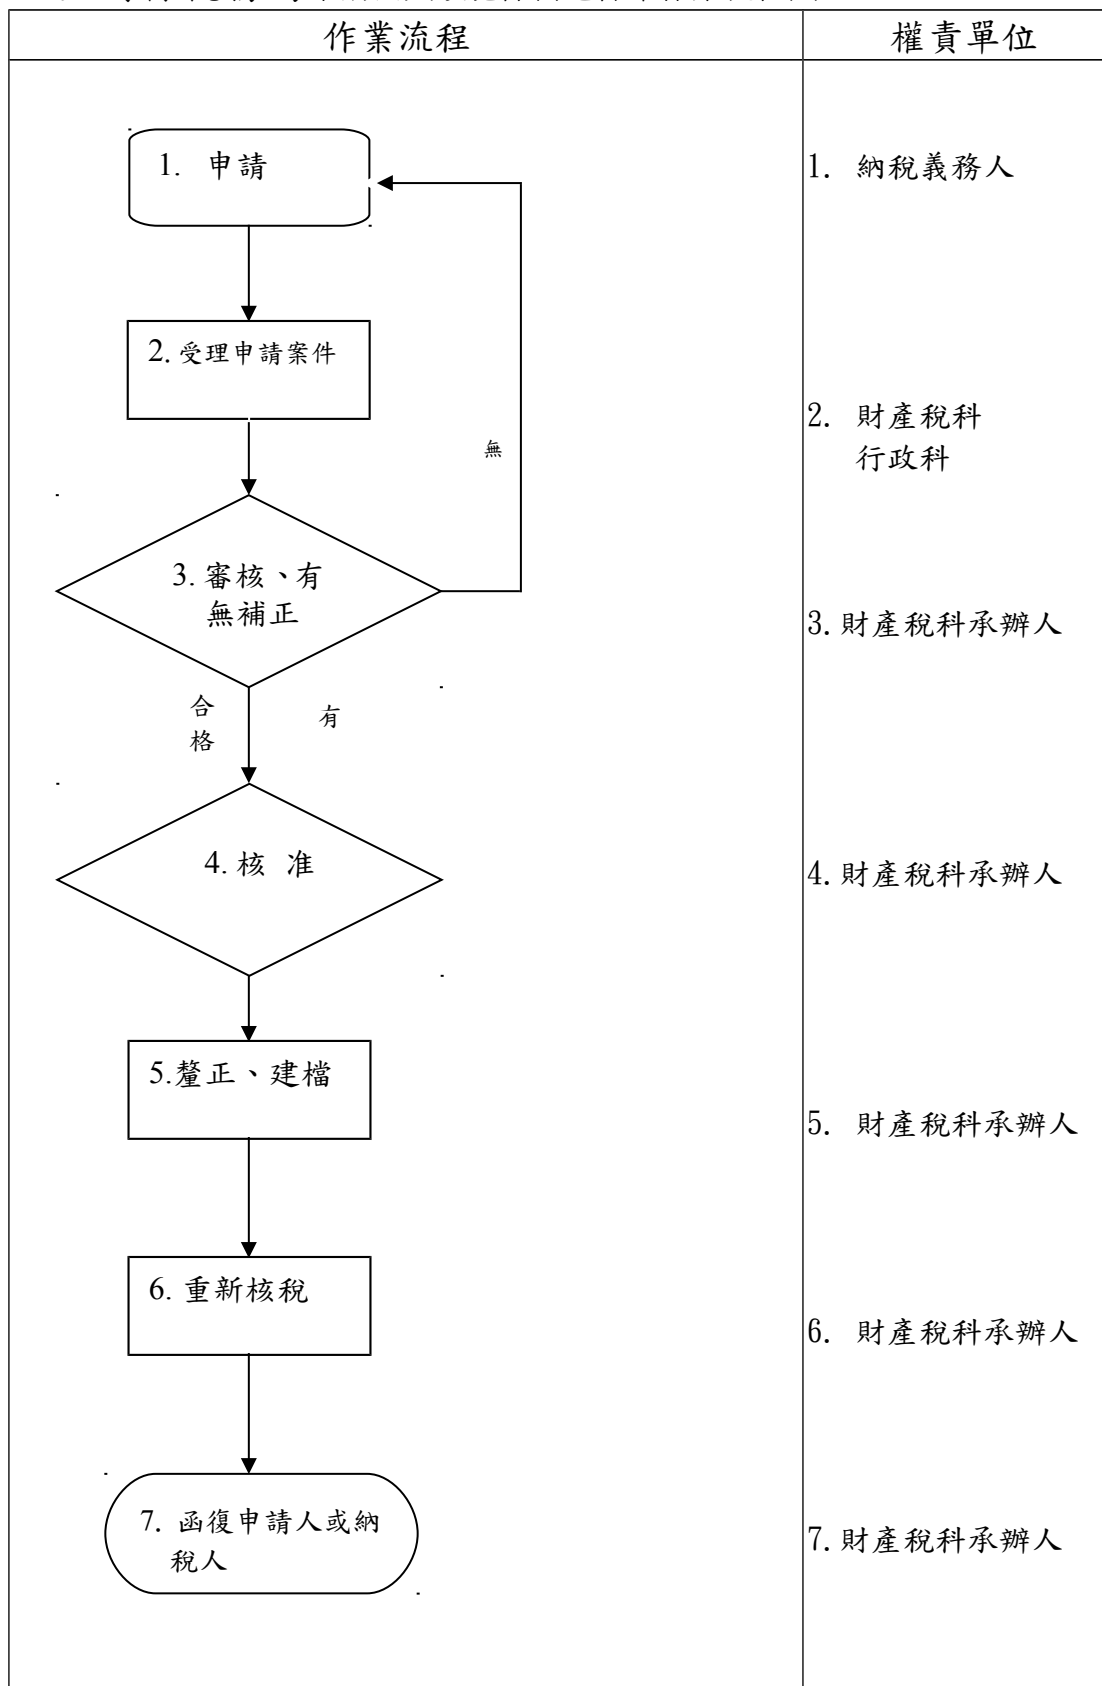 作業流程
權責單位
1. 申請
1. 納稅義務人
2. 受理申請案件
2. 財產稅科
行政科
無
3. 審核、有
無補正
3. 財產稅科承辦人
合
格
有
4. 核 准
4. 財產稅科承辦人
5.釐正、建檔
5. 財產稅科承辦人
6. 重新核稅
6. 財產稅科承辦人
7. 函復申請人或納
稅人
7. 財產稅科承辦人